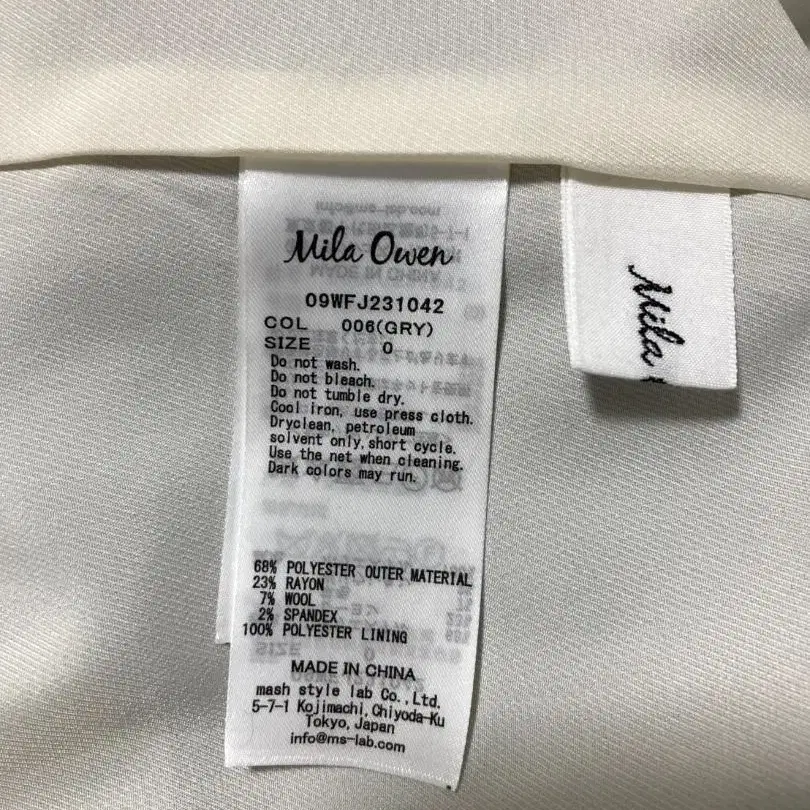 Mila Owen
09WFJ231042
COL 006(GRY)
SIZE 0
Do not wash.
Do not bleach.
Do not tumble dry.
Cool iron, use press cloth.
Dryclean, petroleum
solvent only, short cycle.
Use the net when cleaning.
Dark colors may run.
68% POLYESTER OUTER MATERIAL
23% RAYON
7% WOOL
2% SPANDEX
100% POLYESTER LINING
MADE IN CHINA
mash style lab Co., Ltd.
5-7-1 Kojimachi, Chiyoda-Ku
Tokyo, Japan
info@ms-lab.com
Mila